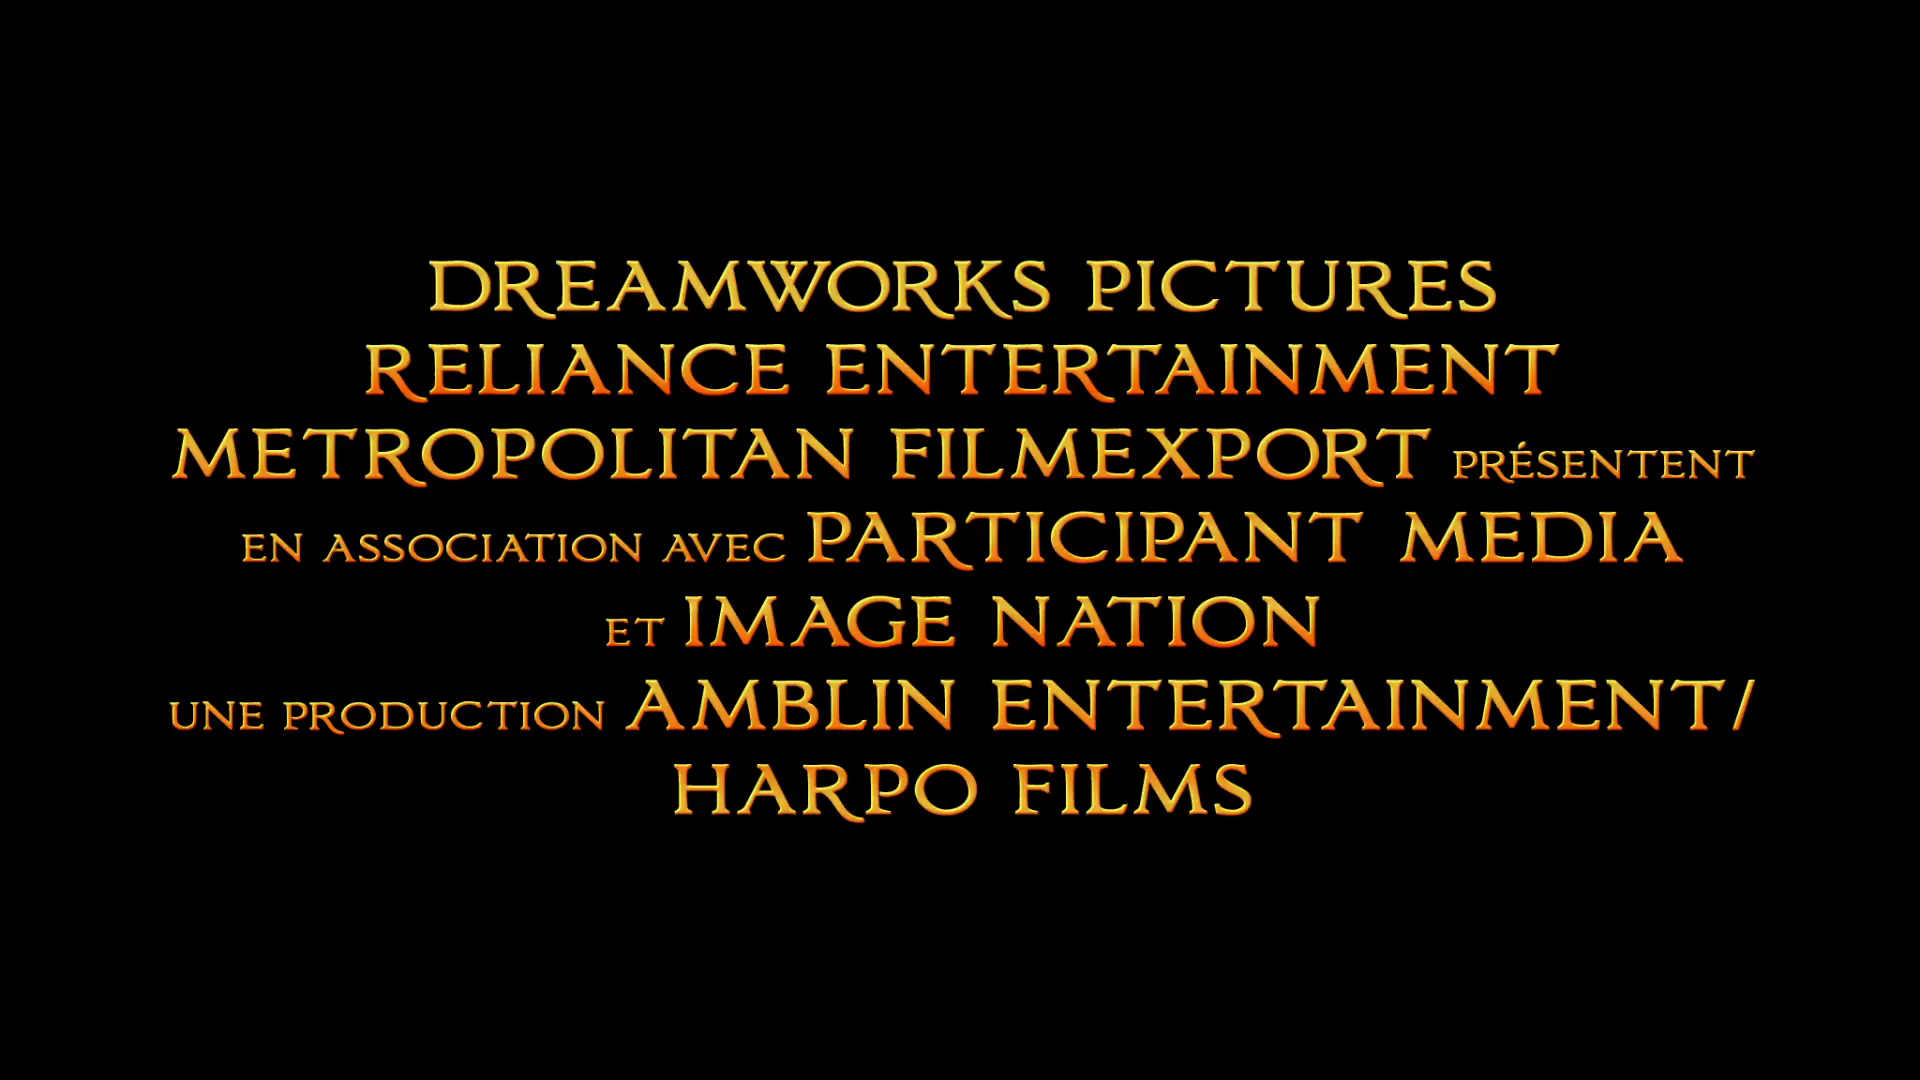 DREAMWORKS PICTURES
RELIANCE ENTERTAINMENT
METROPOLITAN FILMEXPORT PRÉSENTENT
EN ASSOCIATION AVEC PARTICIPANT MEDIA
ET IMAGE NATION
UNE PRODUCTION AMBLIN ENTERTAINMENT/
HARPO FILMS